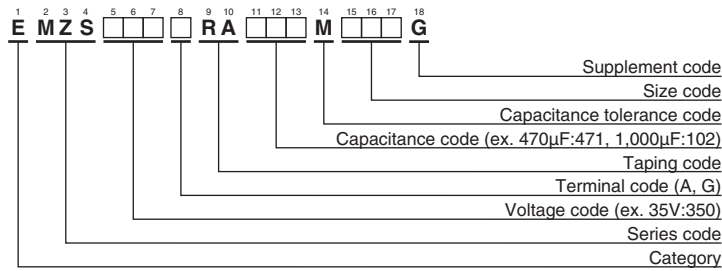 1 2 3 4 5 6 7 8 9 10 11 12 13 14 15 16 17 18
E MZS RA M G
Supplement code
Size code
Capacitance tolerance code
Capacitance code (ex. 470μF:471, 1,000μF:102)
Taping code
Terminal code (A, G)
Voltage code (ex. 35V:350)
Series code
Category